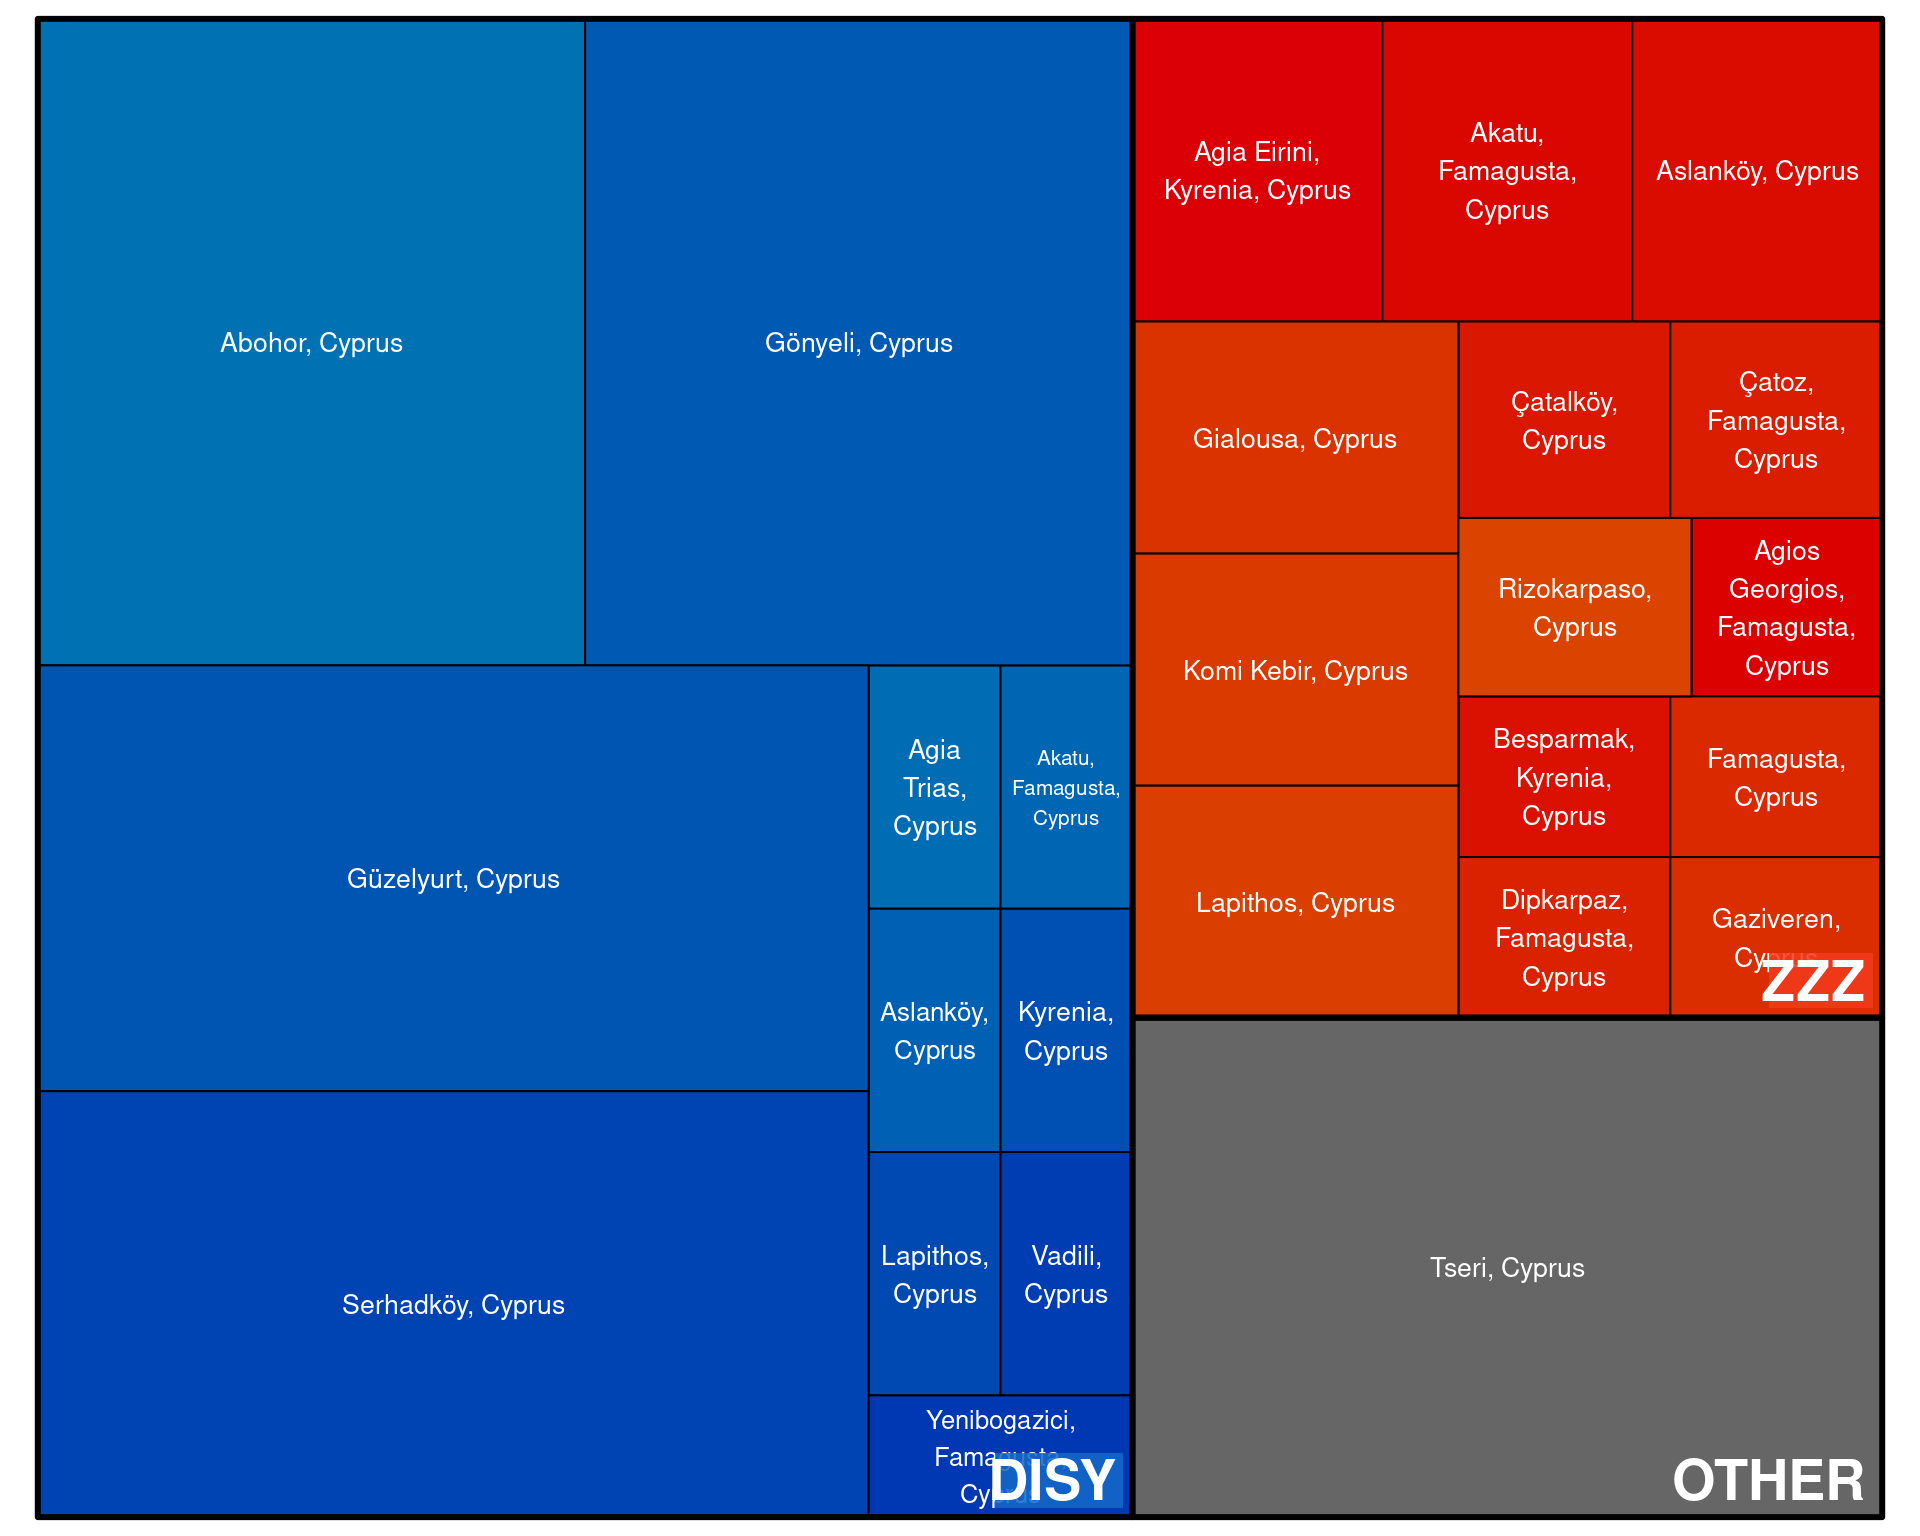 Abohor, Cyprus
Gönyeli, Cyprus
Güzelyurt, Cyprus
Serhadköy, Cyprus
Agia
Trias,
Cyprus
Akatu,
Famagusta,
Cyprus
Aslanköy,
Cyprus
Kyrenia,
Cyprus
Lapithos,
Cyprus
Vadili,
Cyprus
Yenibogazici,
Famagusta,
Cyprus
DISY
Agia Eirini,
Kyrenia, Cyprus
Akatu,
Famagusta,
Cyprus
Aslanköy, Cyprus
Gialousa, Cyprus
Komi Kebir, Cyprus
Lapithos, Cyprus
Çatalköy,
Cyprus
Çatoz,
Famagusta,
Cyprus
Rizokarpaso,
Cyprus
Agios
Georgios,
Famagusta,
Cyprus
Besparmak,
Kyrenia,
Cyprus
Famagusta,
Cyprus
Dipkarpaz,
Famagusta,
Cyprus
Gaziveren,
Cyprus
ZZZ
Tseri, Cyprus
OTHER